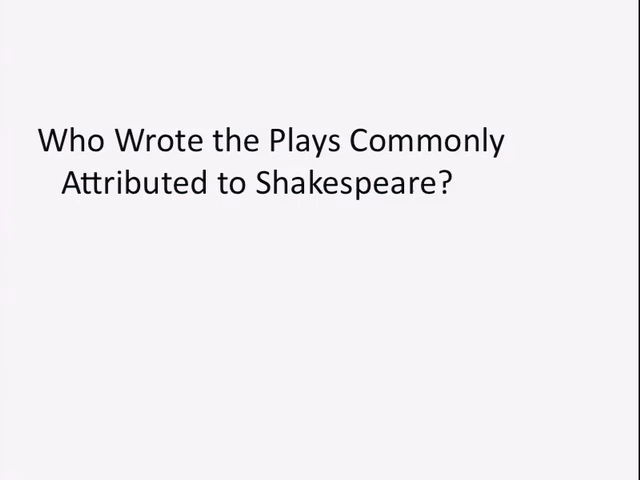 Who Wrote the Plays Commonly
Attributed to Shakespeare?